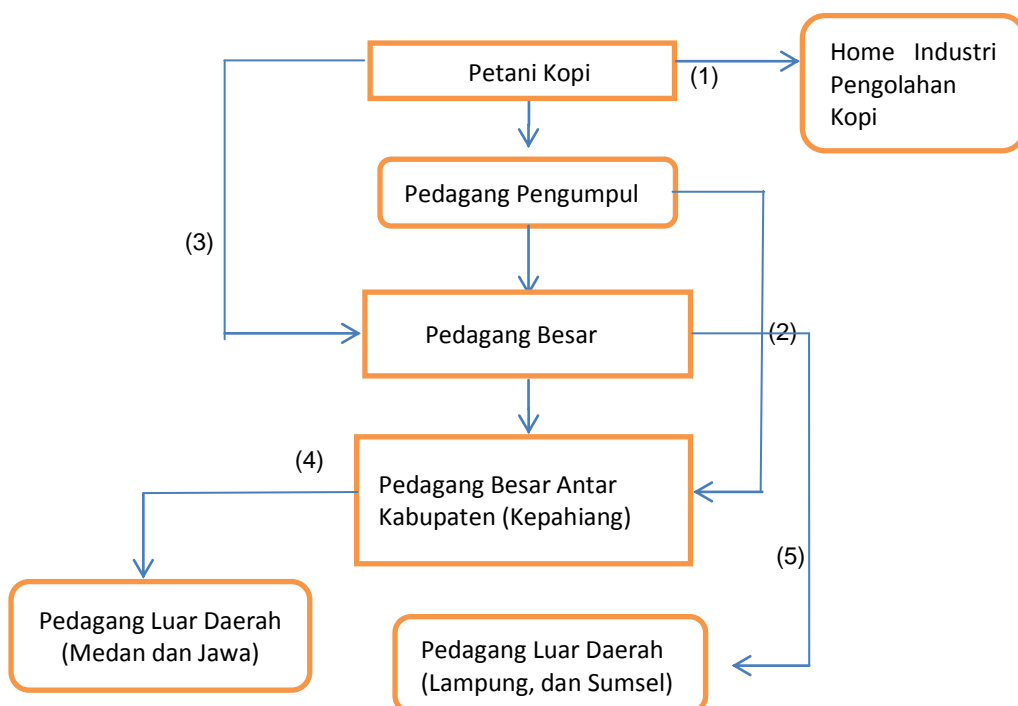 Petani Kopi
(1)
Home Industri
Pengolahan
Kopi
Pedagang Pengumpul
(3)
Pedagang Besar
(2)
(4)
Pedagang Besar Antar
Kabupaten (Kepahiang)
(5)
Pedagang Luar Daerah
(Medan dan Jawa)
Pedagang Luar Daerah
(Lampung, dan Sumsel)